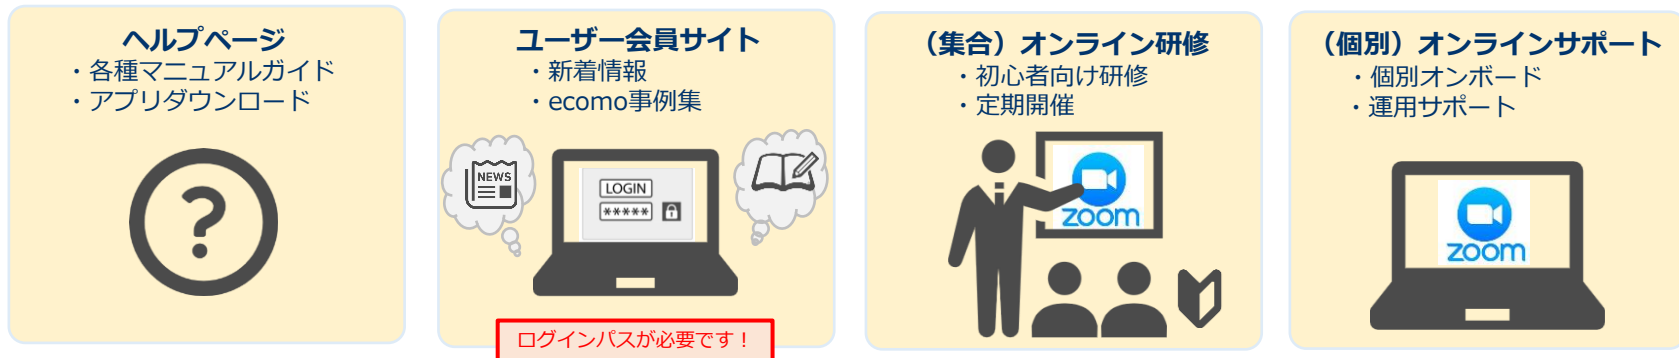 ヘルプページ
・各種マニュアルガイド
・アプリダウンロード
ユーザー会員サイト
・新着情報
・ecomo事例集
NEWS
LOGIN
*****
ログインパスが必要です！
（集合）オンライン研修
・初心者向け研修
・定期開催
zoom
（個別）オンラインサポート
・個別オンボード
・運用サポート
zoom
?